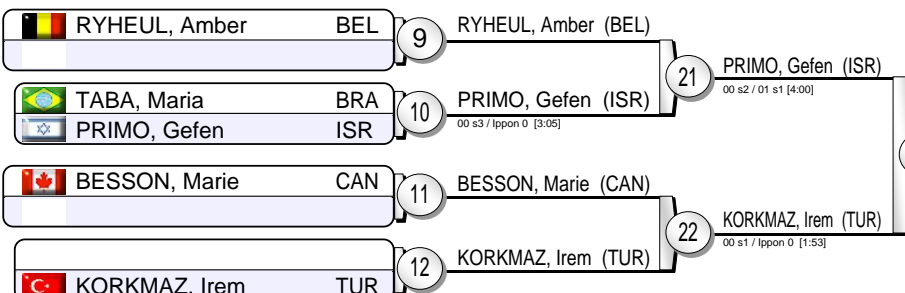 RYHEUL, Amber BEL
9
RYHEUL, Amber (BEL)
21
PRIMO, Gefen (ISR)
00 s2 / 01 s1 [4:00]
TABA, Maria BRA
PRIMO, Gefen ISR
10
PRIMO, Gefen (ISR)
00 s3 / Ippon 0 [3:05]
BESSON, Marie CAN
11
BESSON, Marie (CAN)
22
KORKMAZ, Irem (TUR)
00 s1 / Ippon 0 [1:53]
KORKMAZ, Irem TUR
12
KORKMAZ, Irem (TUR)